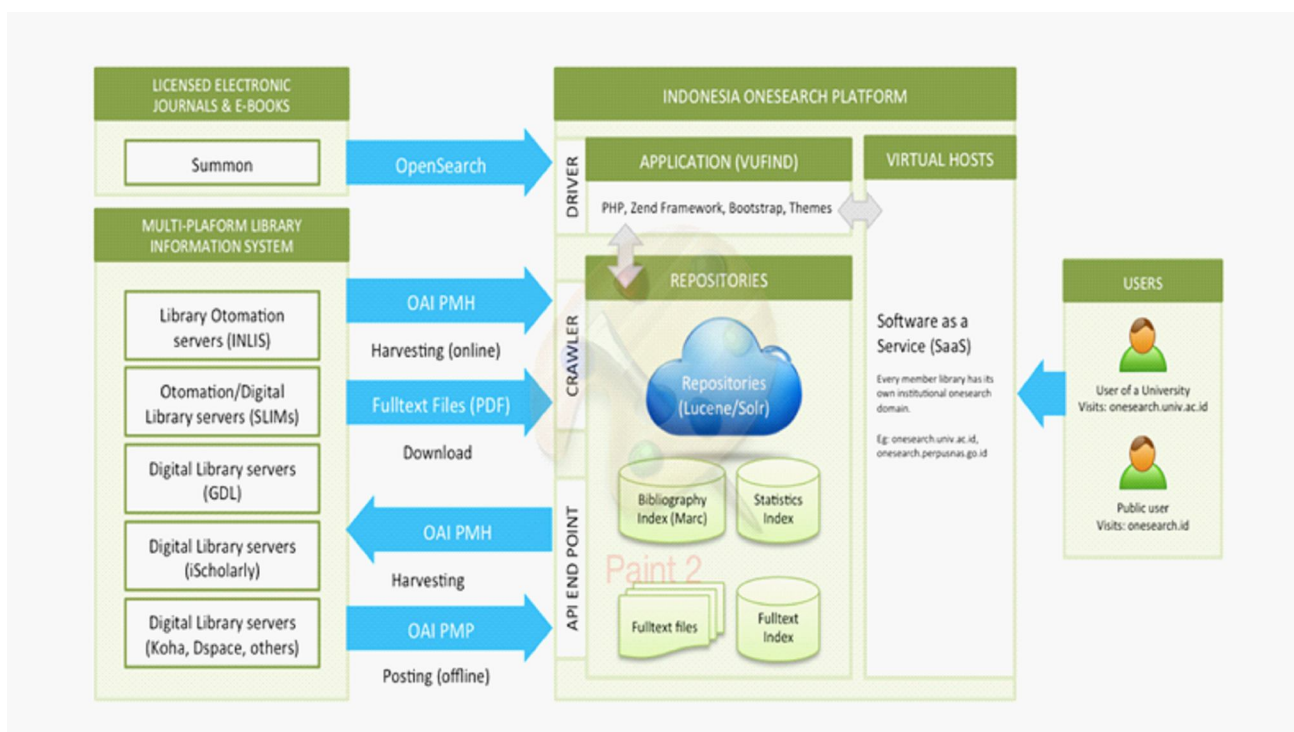 LICENSED ELECTRONIC
JOURNALS & E-BOOKS
Summon
OpenSearch
MULTI-PLAFORM LIBRARY
INFORMATION SYSTEM
Library Otomation
servers (INLIS)
Otomation/Digital
Library servers (SLIMs)
Digital Library servers
(GDL)
Digital Library servers
(iScholarly)
Digital Library servers
(Koha, Dspace, others)
OAI PMH
Harvesting (online)
Fulltext Files (PDF)
Download
OAI PMH
Harvesting
OAI PMP
Posting (offline)
INDONESIA ONESEARCH PLATFORM
DRIVER
CRAWLER
API END POINT
APPLICATION (VUFIND)
PHP, Zend Framework, Bootstrap, Themes
REPOSITORIES
Repositories
(Lucene/Solr)
Bibliography
Index (Marc)
Statistics
Index
Paint 2
Fulltext files
Fulltext
Index
VIRTUAL HOSTS
Software as a
Service (SaaS)
Every member library has its
own institutional onesearch
domain.
Eg: onesearch.univ.ac.id,
onesearch.perpusnas.go.id
USERS
User of a University
Visits: onesearch.univ.ac.id
Public user
Visits: onesearch.id